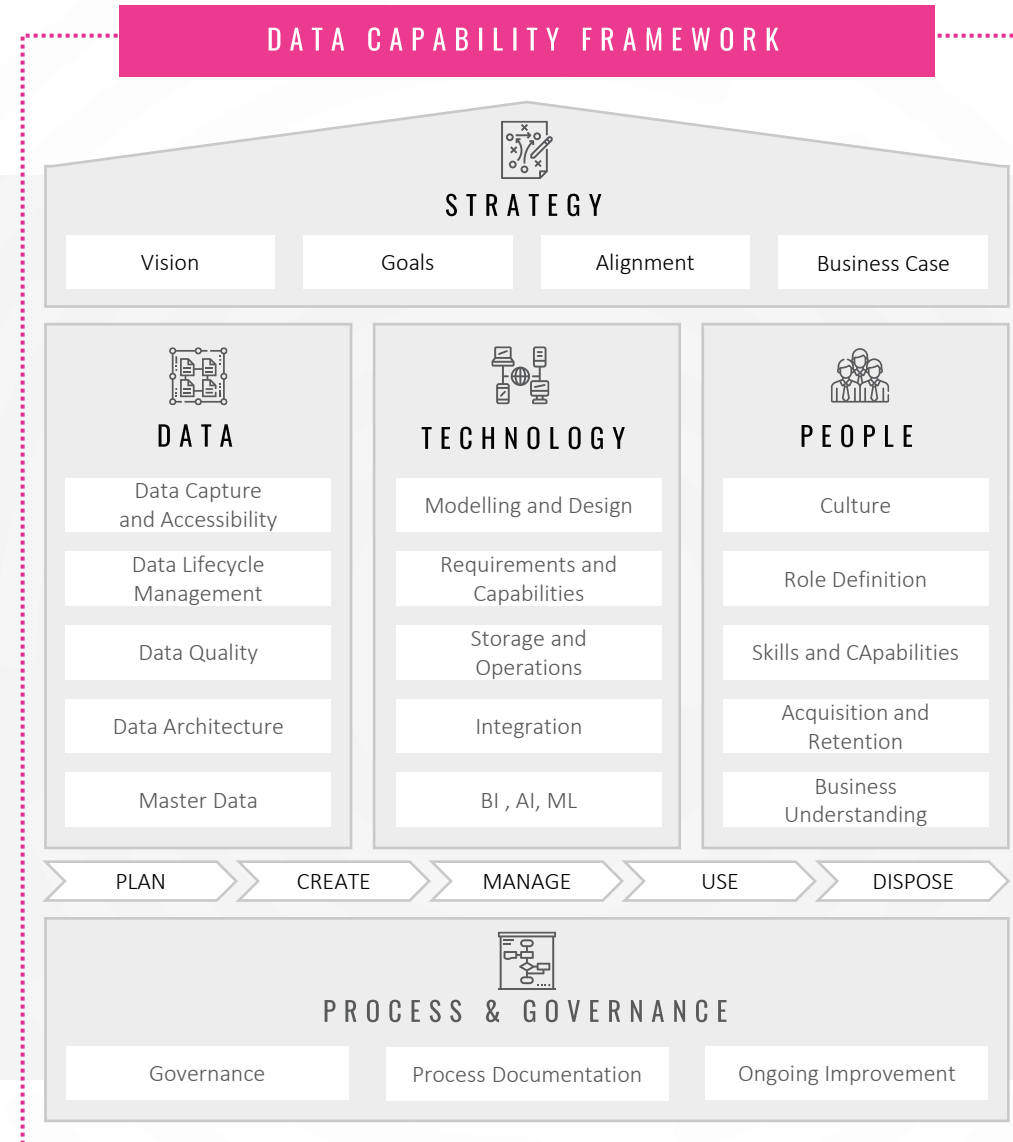 DATA CAPABILITY FRAMEWORK
STRATEGY
Vision
Goals
Alignment
Business Case
DATA
Data Capture
and Accessibility
Data Lifecycle
Management
Data Quality
Data Architecture
Master Data
TECHNOLOGY
Modelling and Design
Requirements and
Capabilities
Storage and
Operations
Integration
BI , AI, ML
PEOPLE
Culture
Role Definition
Skills and CApabilities
Acquisition and
Retention
Business
Understanding
PLAN
CREATE
MANAGE
USE
DISPOSE
PROCESS & GOVERNANCE
Governance
Process Documentation
Ongoing Improvement